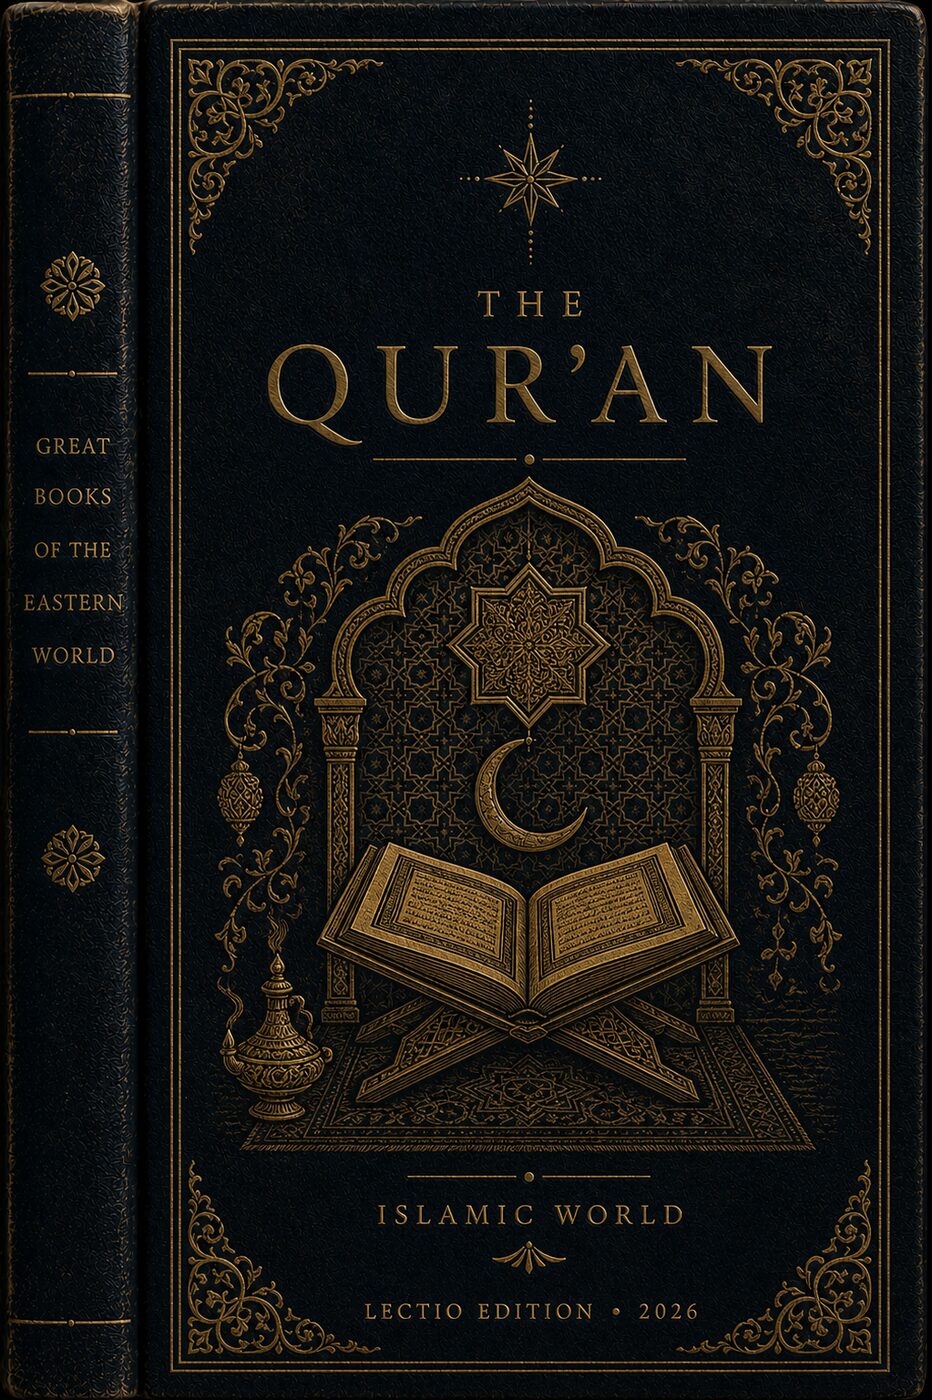 GREAT
BOOKS
OF THE
EASTERN
WORLD
THE
QUR’AN
ISLAMIC WORLD
LECTIO EDITION • 2026